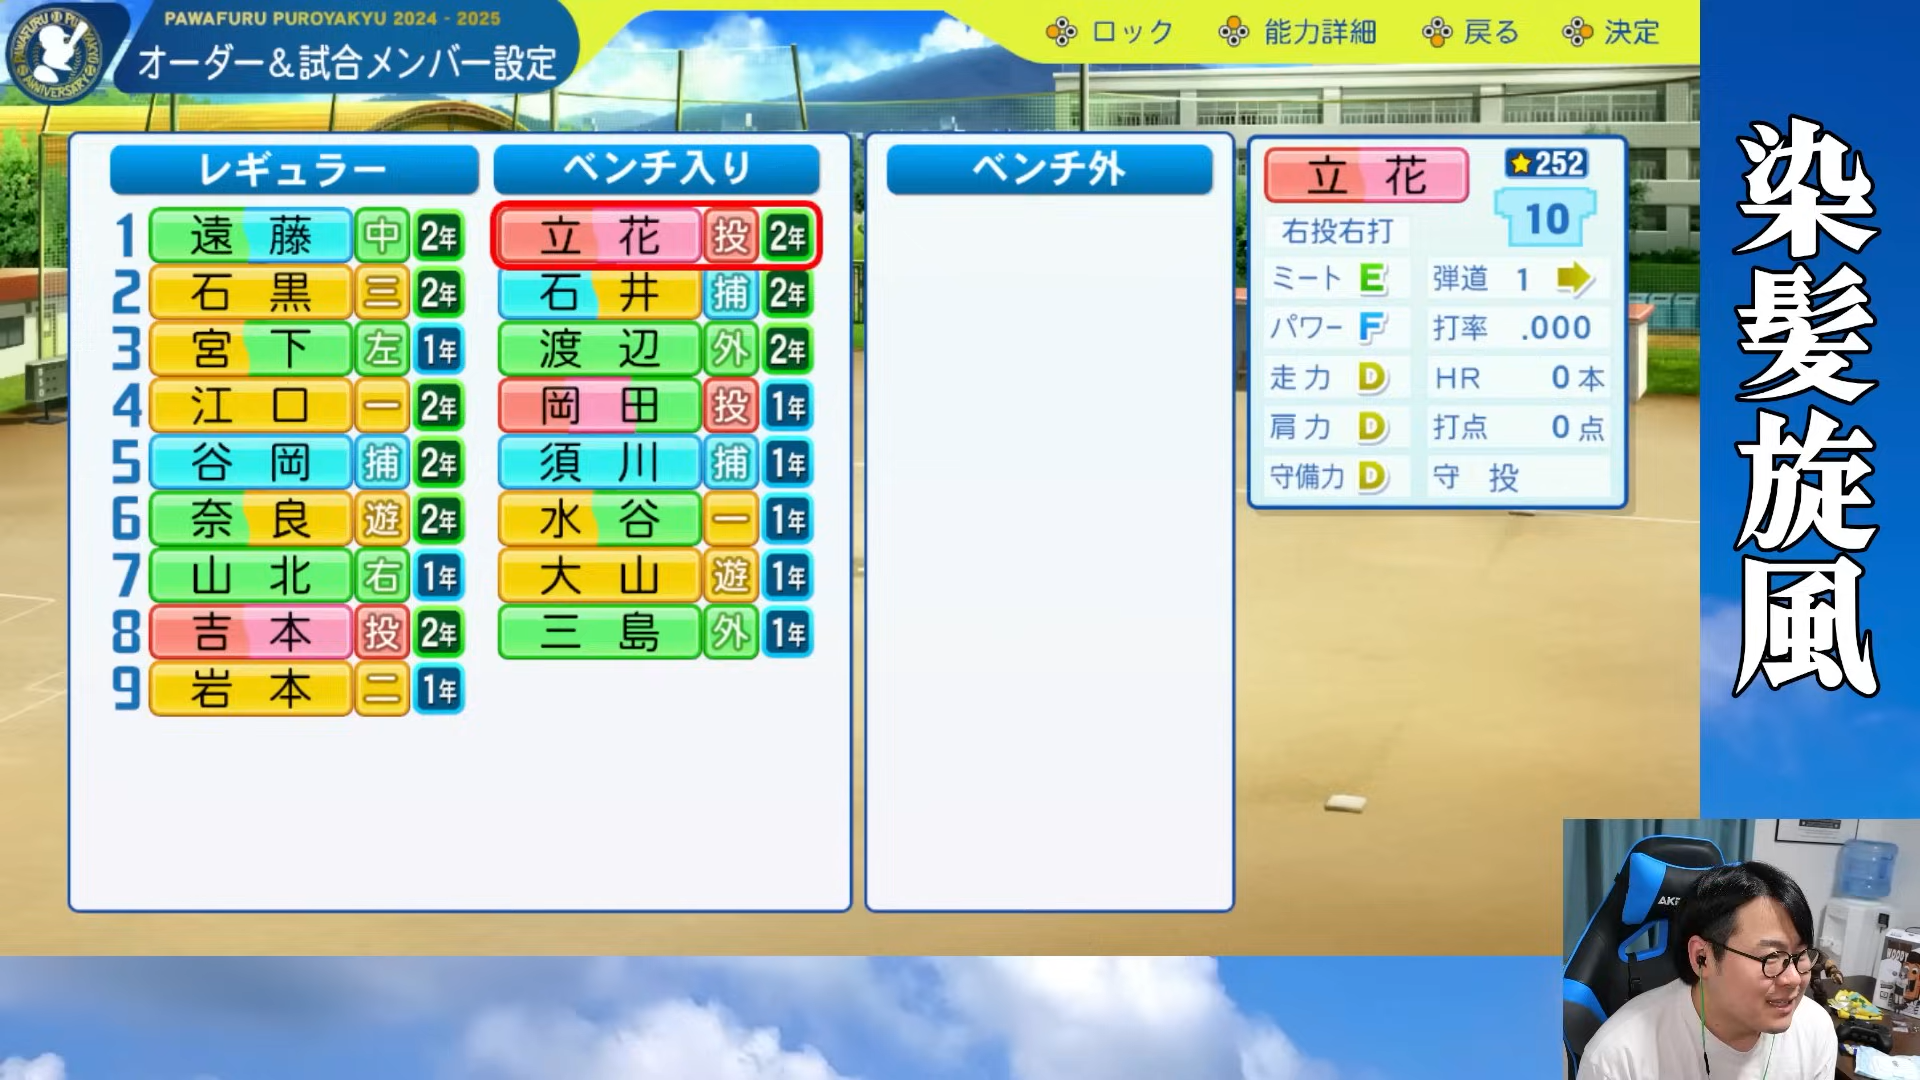 PAWAFURU PUROYAKYU 2024 - 2025
オーダー＆試合メンバー設定
ロック 能力詳細 戻る 決定
レギュラー
1 遠藤 中 2年
2 石黒 三 2年
3 宮下 左 1年
4 江口 一 2年
5 谷岡 捕 2年
6 奈良 遊 2年
7 山北 右 1年
8 吉本 投 2年
9 岩本 二 1年
ベンチ入り
立花 投 2年
石井 捕 2年
渡辺 外 2年
岡田 投 1年
須川 捕 1年
水谷 一 1年
大山 遊 1年
三島 外 1年
ベンチ外
立花 ★252
右投右打 10
ミート E 弾道 1
パワー F 打率 .000
走力 D HR 0本
肩力 D 打点 0点
守備力 D 守 投
染髪旋風